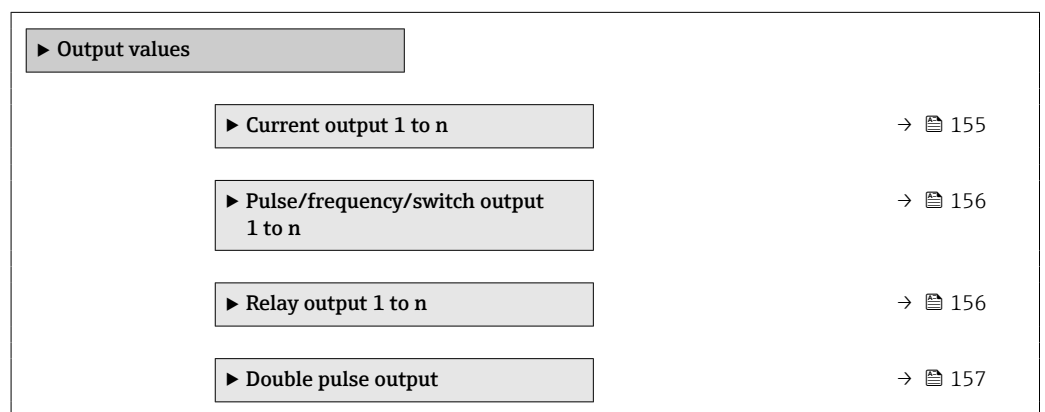 ► Output values
► Current output 1 to n → 155
► Pulse/frequency/switch output
1 to n → 156
► Relay output 1 to n → 156
► Double pulse output → 157